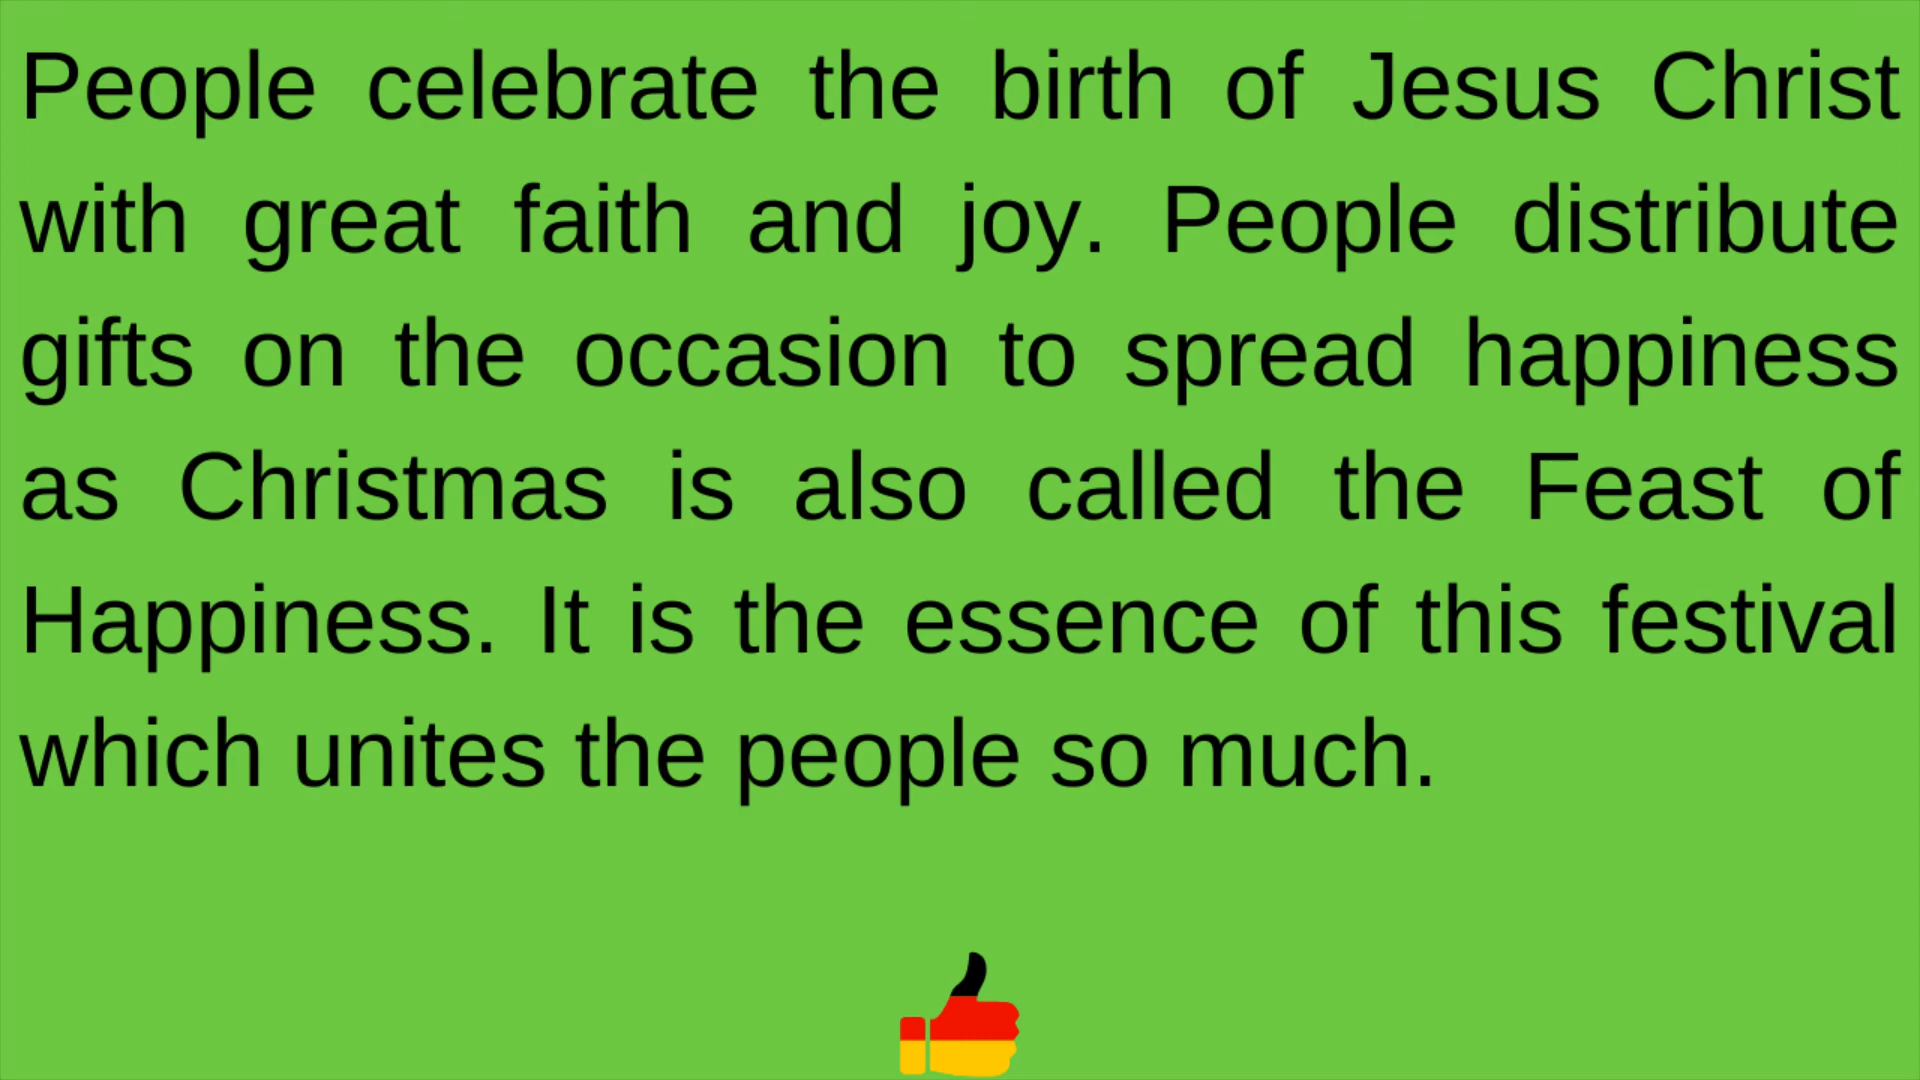 People celebrate the birth of Jesus Christ
with great faith and joy. People distribute
gifts on the occasion to spread happiness
as Christmas is also called the Feast of
Happiness. It is the essence of this festival
which unites the people so much.